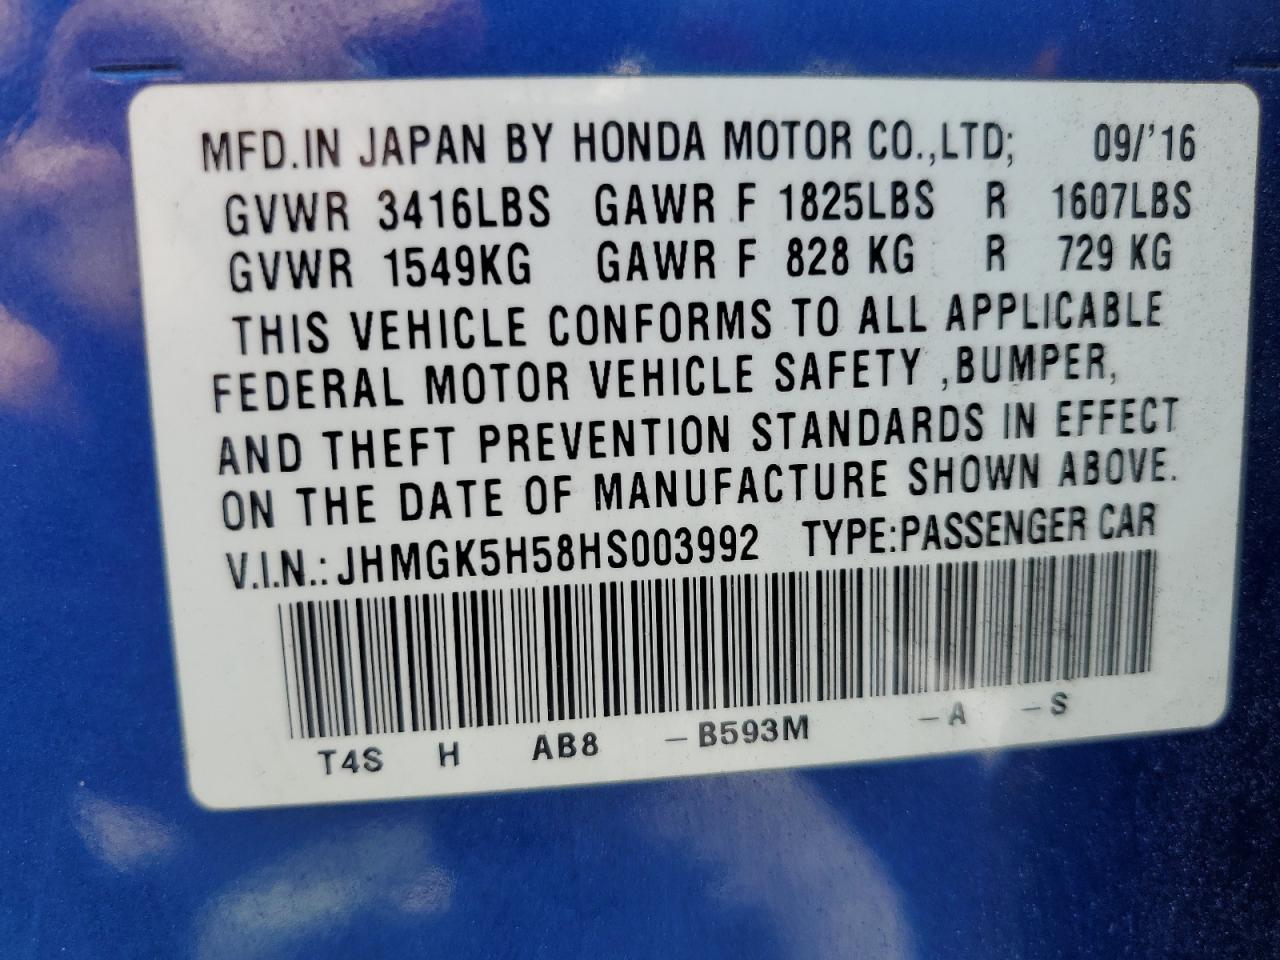 MFD.IN JAPAN BY HONDA MOTOR CO.,LTD; 09/'16
GVWR 3416LBS GAWR F 1825LBS R 1607LBS
GVWR 1549KG GAWR F 828 KG R 729 KG
THIS VEHICLE CONFORMS TO ALL APPLICABLE
FEDERAL MOTOR VEHICLE SAFETY ,BUMPER,
AND THEFT PREVENTION STANDARDS IN EFFECT
ON THE DATE OF MANUFACTURE SHOWN ABOVE.
V.I.N.: JHMGK5H58HS003992 TYPE:PASSENGER CAR
T4S H AB8 -B593M -A -S